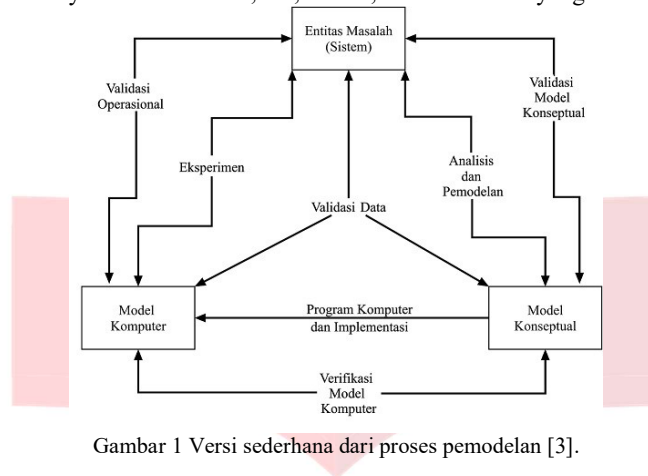 Entitas Masalah
(Sistem)
Validasi
Operasional
Validasi
Model
Konseptual
Eksperimen
Analisis
dan
Pemodelan
Validasi Data
Model
Komputer
Program Komputer
dan Implementasi
Model
Konseptual
Verifikasi
Model
Komputer
Gambar 1 Versi sederhana dari proses pemodelan [3].